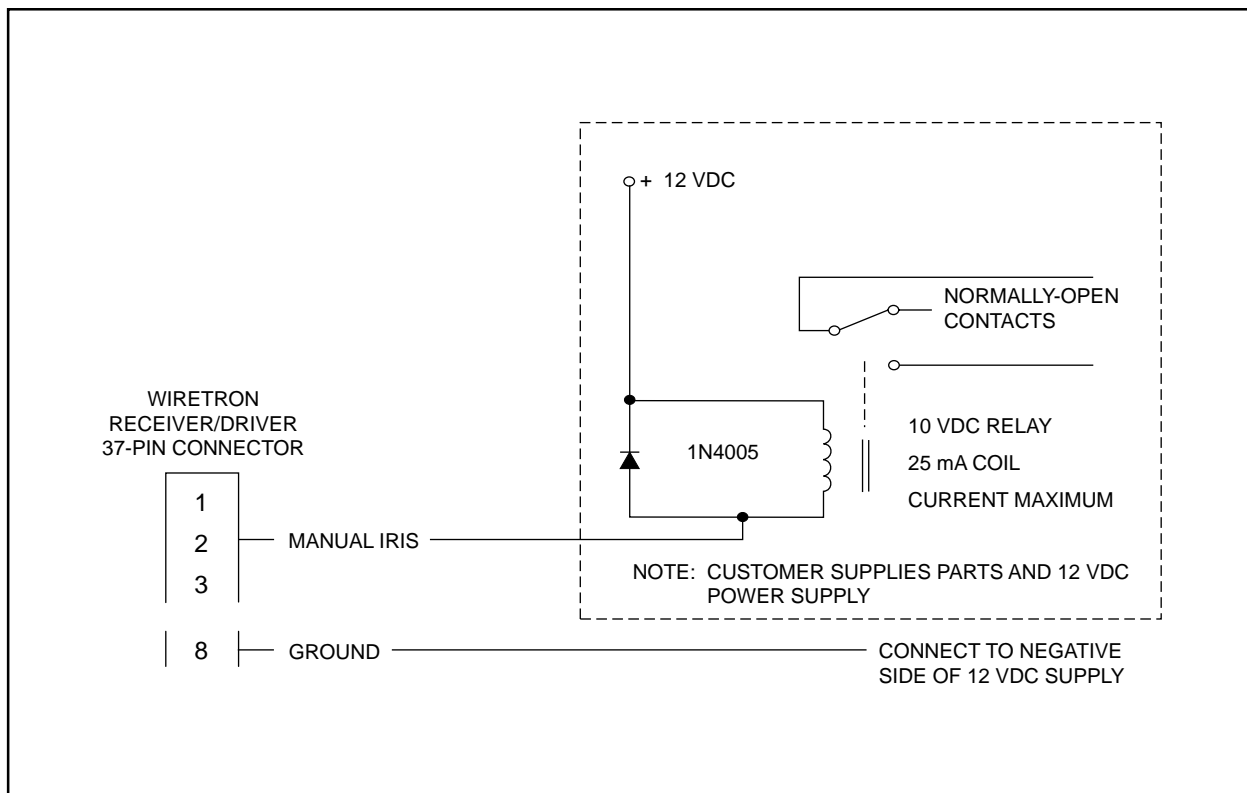 + 12 VDC
NORMALLY-OPEN
CONTACTS
WIRETRON
RECEIVER/DRIVER
37-PIN CONNECTOR
1N4005
10 VDC RELAY
25 mA COIL
CURRENT MAXIMUM
1
2
MANUAL IRIS
3
NOTE: CUSTOMER SUPPLIES PARTS AND 12 VDC
POWER SUPPLY
8
GROUND
CONNECT TO NEGATIVE
SIDE OF 12 VDC SUPPLY